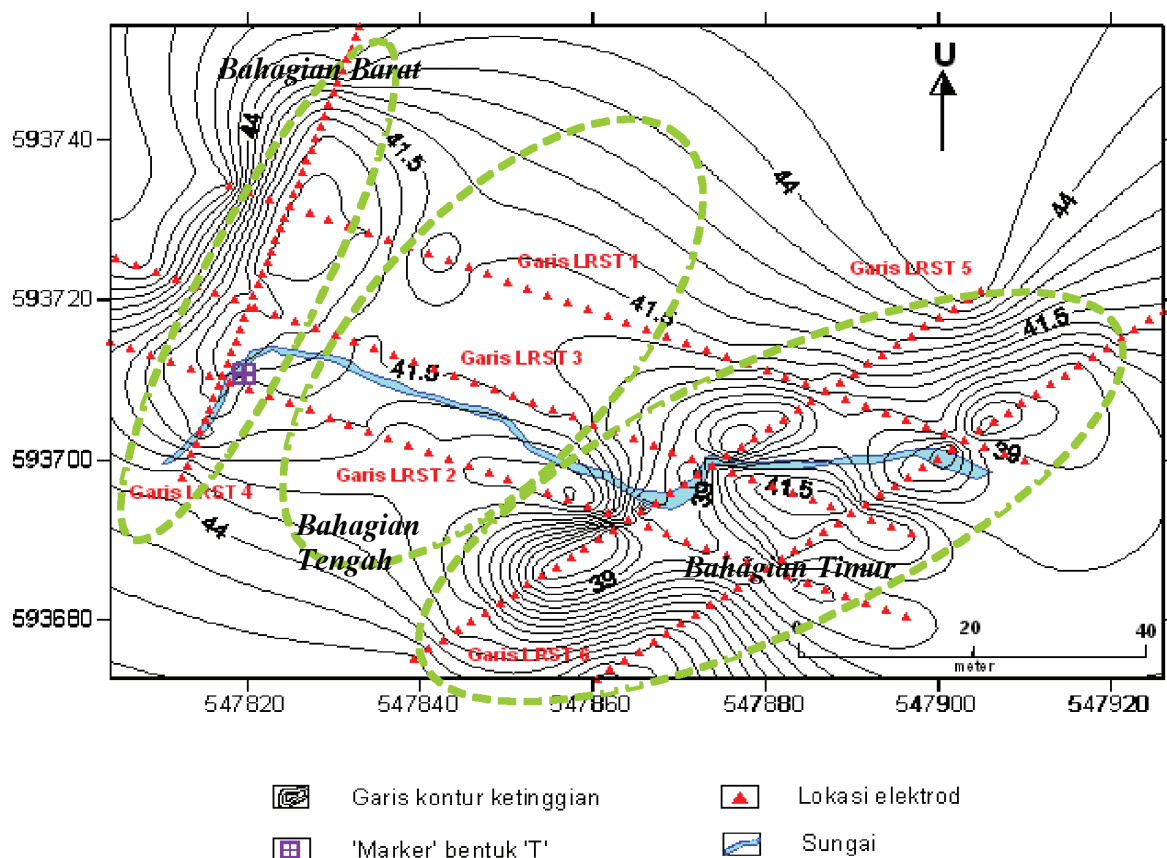 U
Bahagian Barat
44
593740
41.5
44
44
Garis LRST 1
Garis LRST 5
593720
41.5
41.5
Garis LRST 3
41.5
593700
Garis LRST 2
39
39
41.5
Garis LRST 4
44
Bahagian
Tengah
Bahagian Timur
39
593680
0
20
40
Garis LRST 6
meter
547820
547840
547860
547880
547900
547920
Garis kontur ketinggian
Lokasi elektrod
'Marker' bentuk 'T'
Sungai